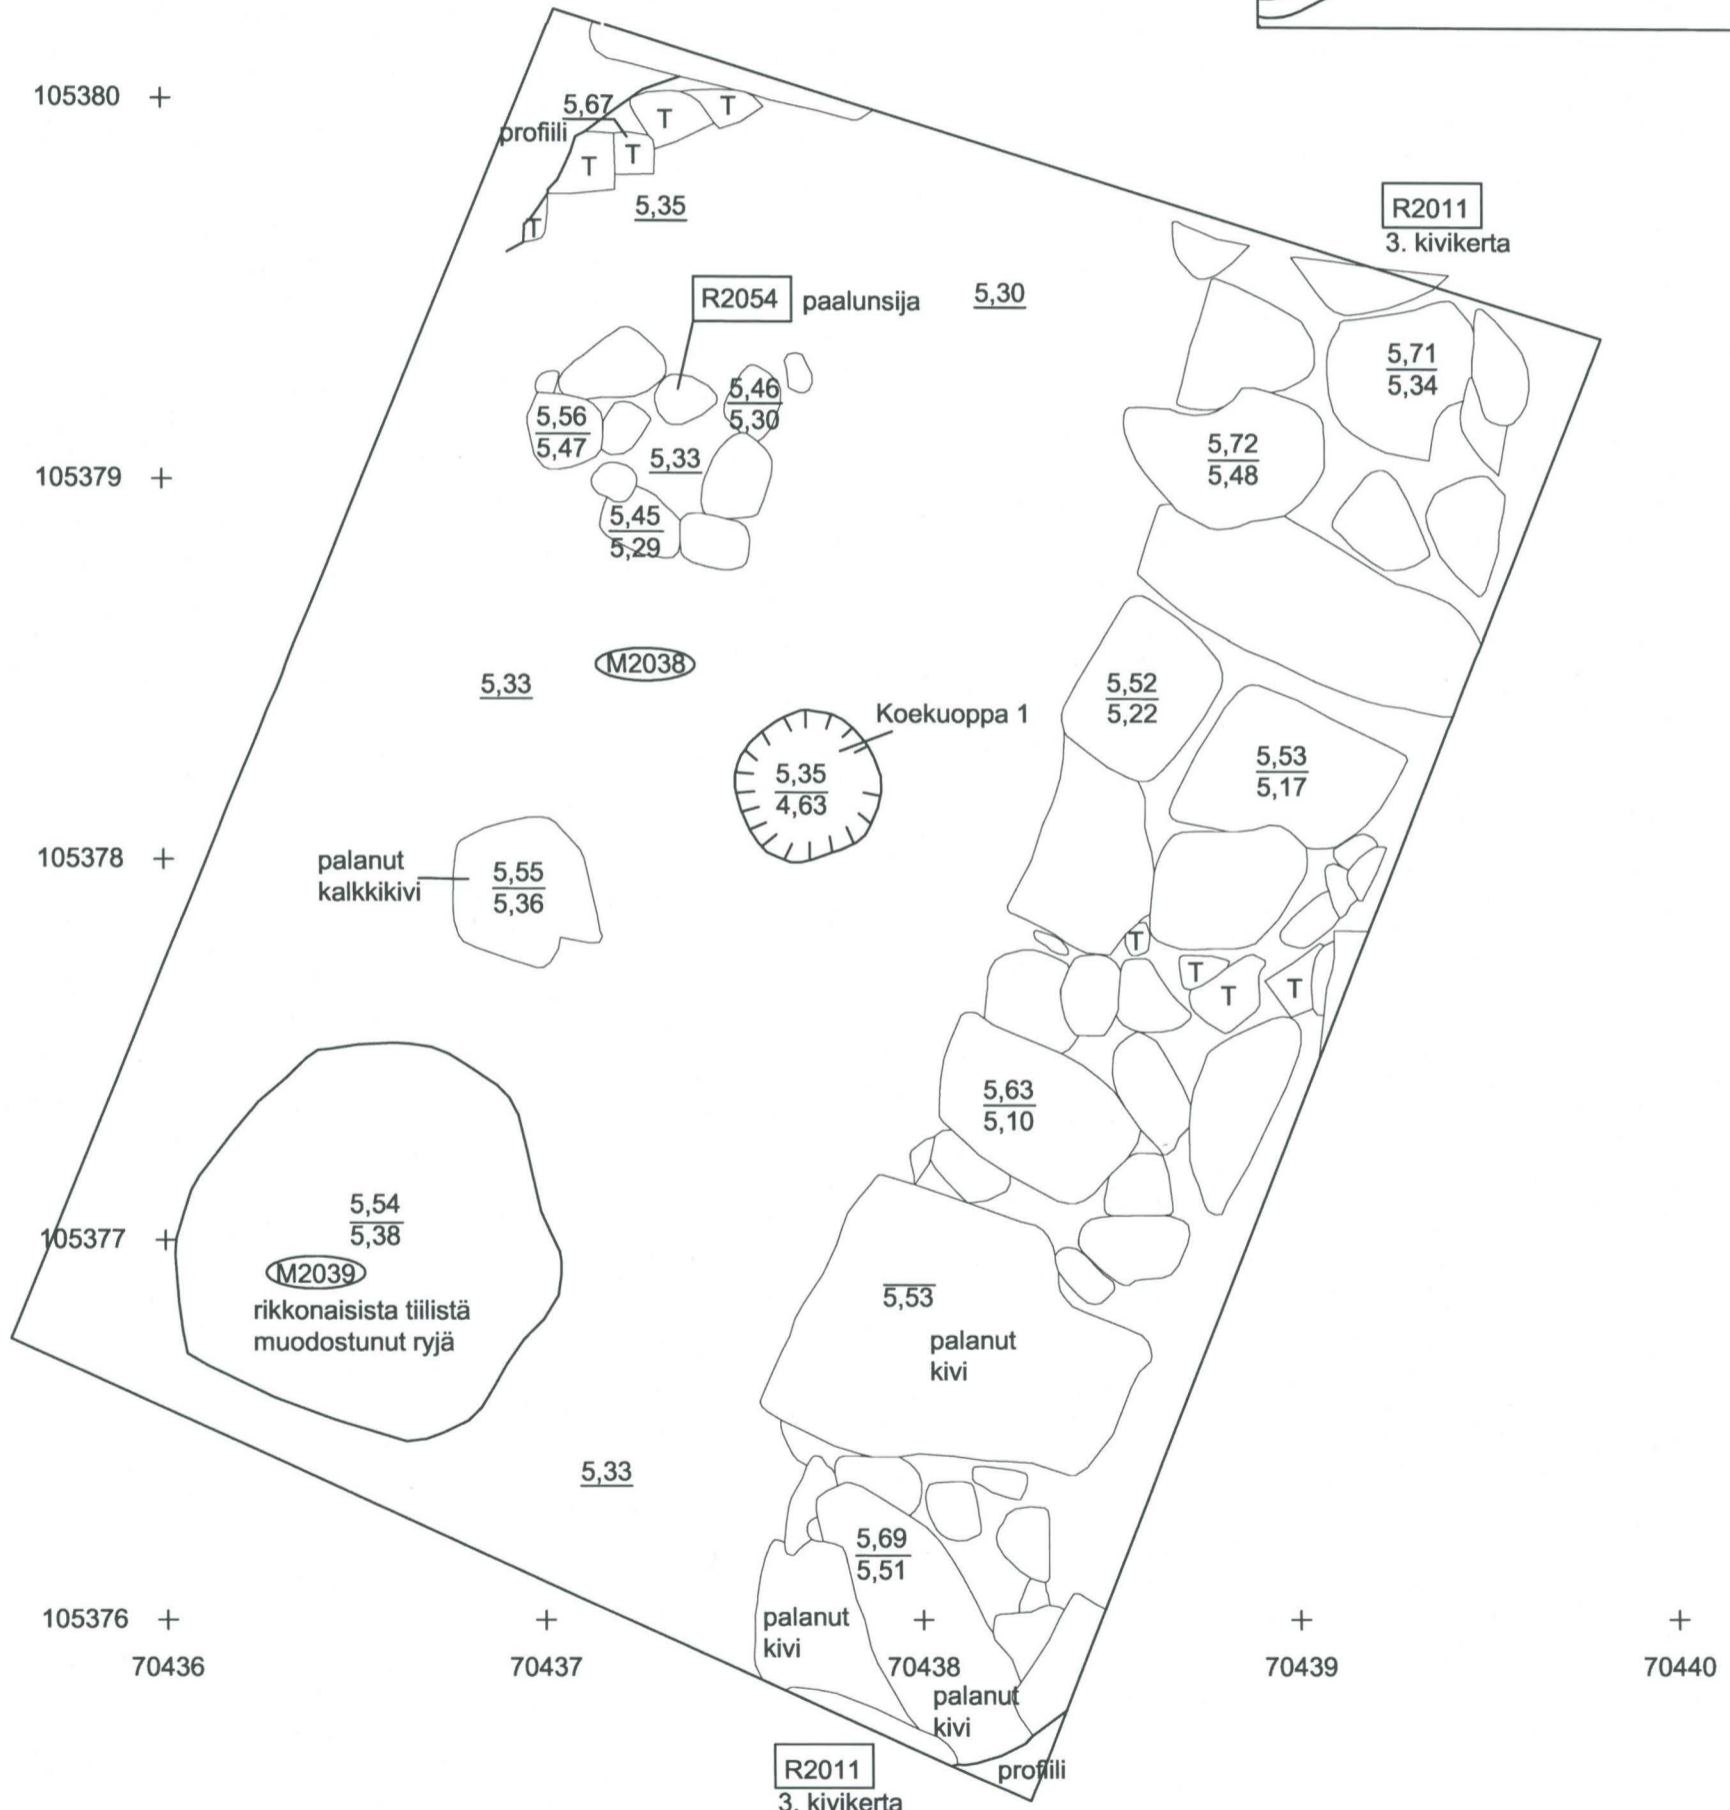 105380
5,67
profiili
T
T
T
T
T
5,35
R2011
3. kivikerta
R2054 paalunsija
5,30
5,71
5,34
5,46
5,30
5,56
5,47
5,33
5,72
5,48
105379
5,45
5,29
M2038
5,33
5,52
5,22
Koekuoppa 1
5,53
5,17
5,35
4,63
105378
palanut
kalkkikivi
5,55
5,36
T
T
T
T
5,63
5,10
5,54
5,38
105377
M2039
rikkonaisista tiilistä
muodostunut ryjä
5,53
palanut
kivi
5,33
5,69
5,51
105376
palanut
kivi
70436
70437
70438
70439
70440
palanut
kivi
R2011
3. kivikerta
profiili